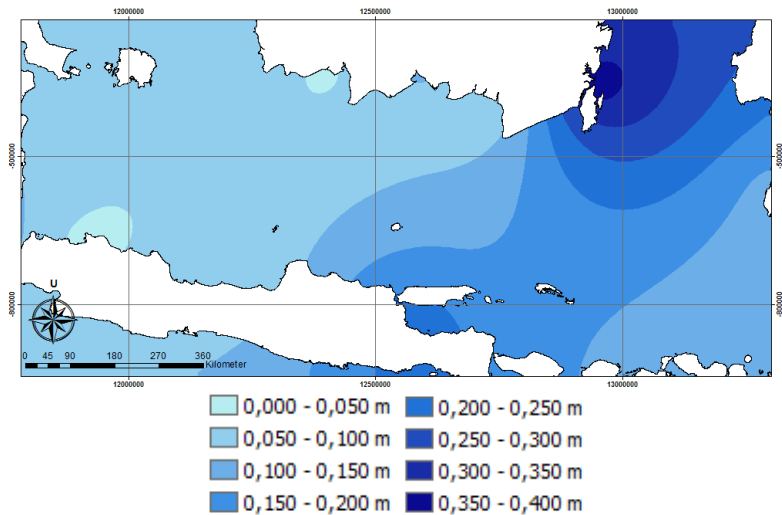 12000000 12500000 13000000
-500000 -500000
U
-800000 -800000
0 45 90 180 270 360
Kilometer
12000000 12500000 13000000
0,000 - 0,050 m 0,200 - 0,250 m
0,050 - 0,100 m 0,250 - 0,300 m
0,100 - 0,150 m 0,300 - 0,350 m
0,150 - 0,200 m 0,350 - 0,400 m